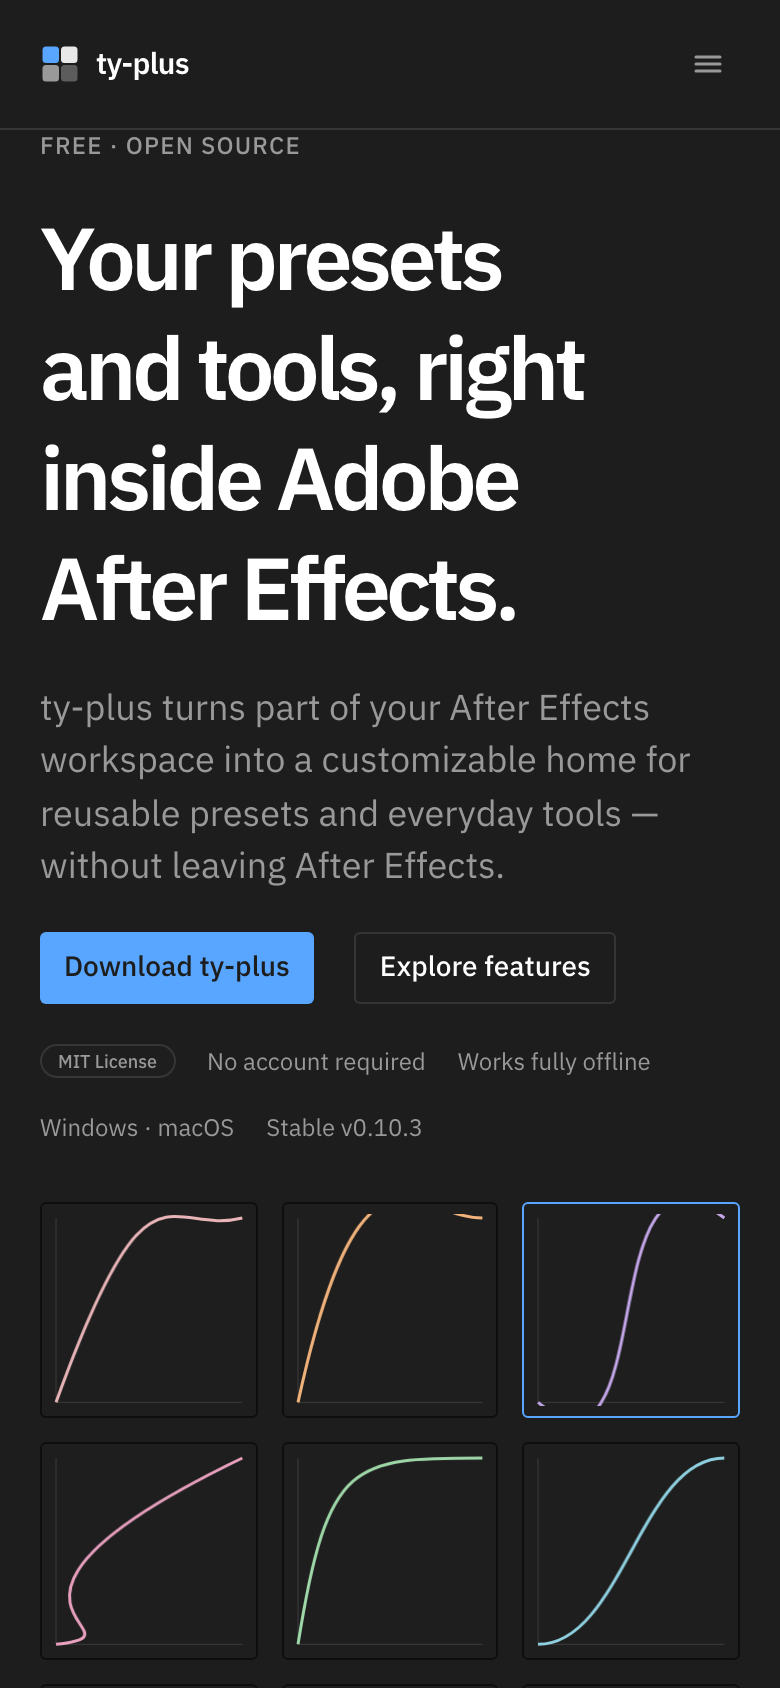 ty-plus
FREE · OPEN SOURCE
Your presets
and tools, right
inside Adobe
After Effects.
ty-plus turns part of your After Effects
workspace into a customizable home for
reusable presets and everyday tools —
without leaving After Effects.
Download ty-plus
Explore features
MIT License
No account required
Works fully offline
Windows · macOS
Stable v0.10.3